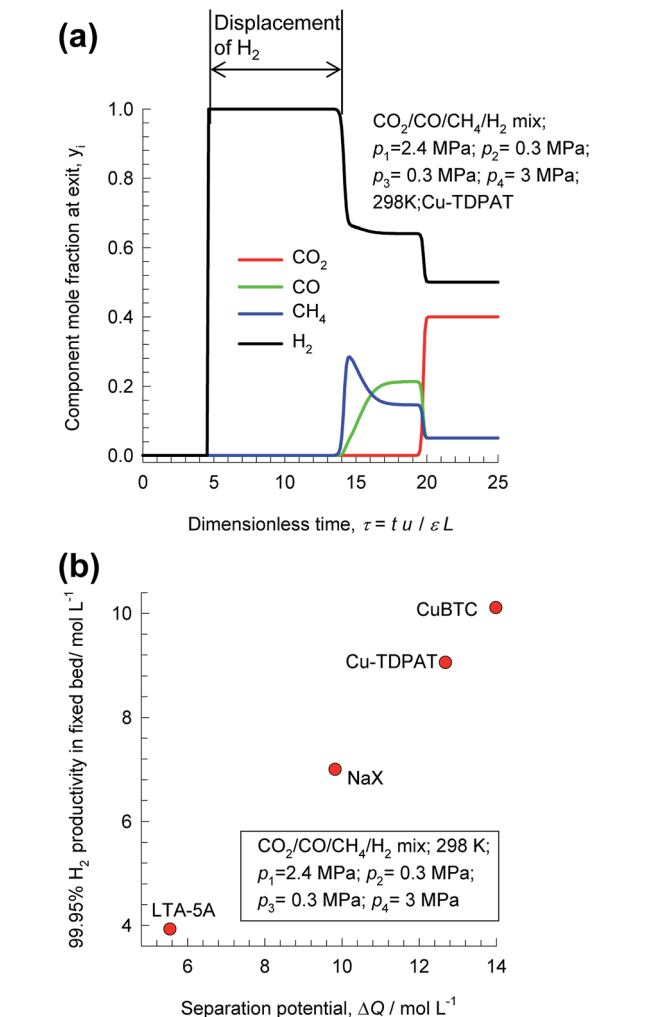 (a)
Displacement
of H₂
CO₂/CO/CH₄/H₂ mix;
p₁=2.4 MPa; p₂= 0.3 MPa;
p₃= 0.3 MPa; p₄= 3 MPa;
298K;Cu-TDPAT
Component mole fraction at exit, yᵢ
1.0
0.8
0.6
0.4
0.2
0.0
CO₂
CO
CH₄
H₂
0 5 10 15 20 25
Dimensionless time, τ = t u / ε L
(b)
99.95% H₂ productivity in fixed bed/ mol L⁻¹
10
8
6
4
CuBTC
Cu-TDPAT
NaX
LTA-5A
CO₂/CO/CH₄/H₂ mix; 298 K;
p₁=2.4 MPa; p₂= 0.3 MPa;
p₃= 0.3 MPa; p₄= 3 MPa
6 8 10 12 14
Separation potential, ΔQ / mol L⁻¹